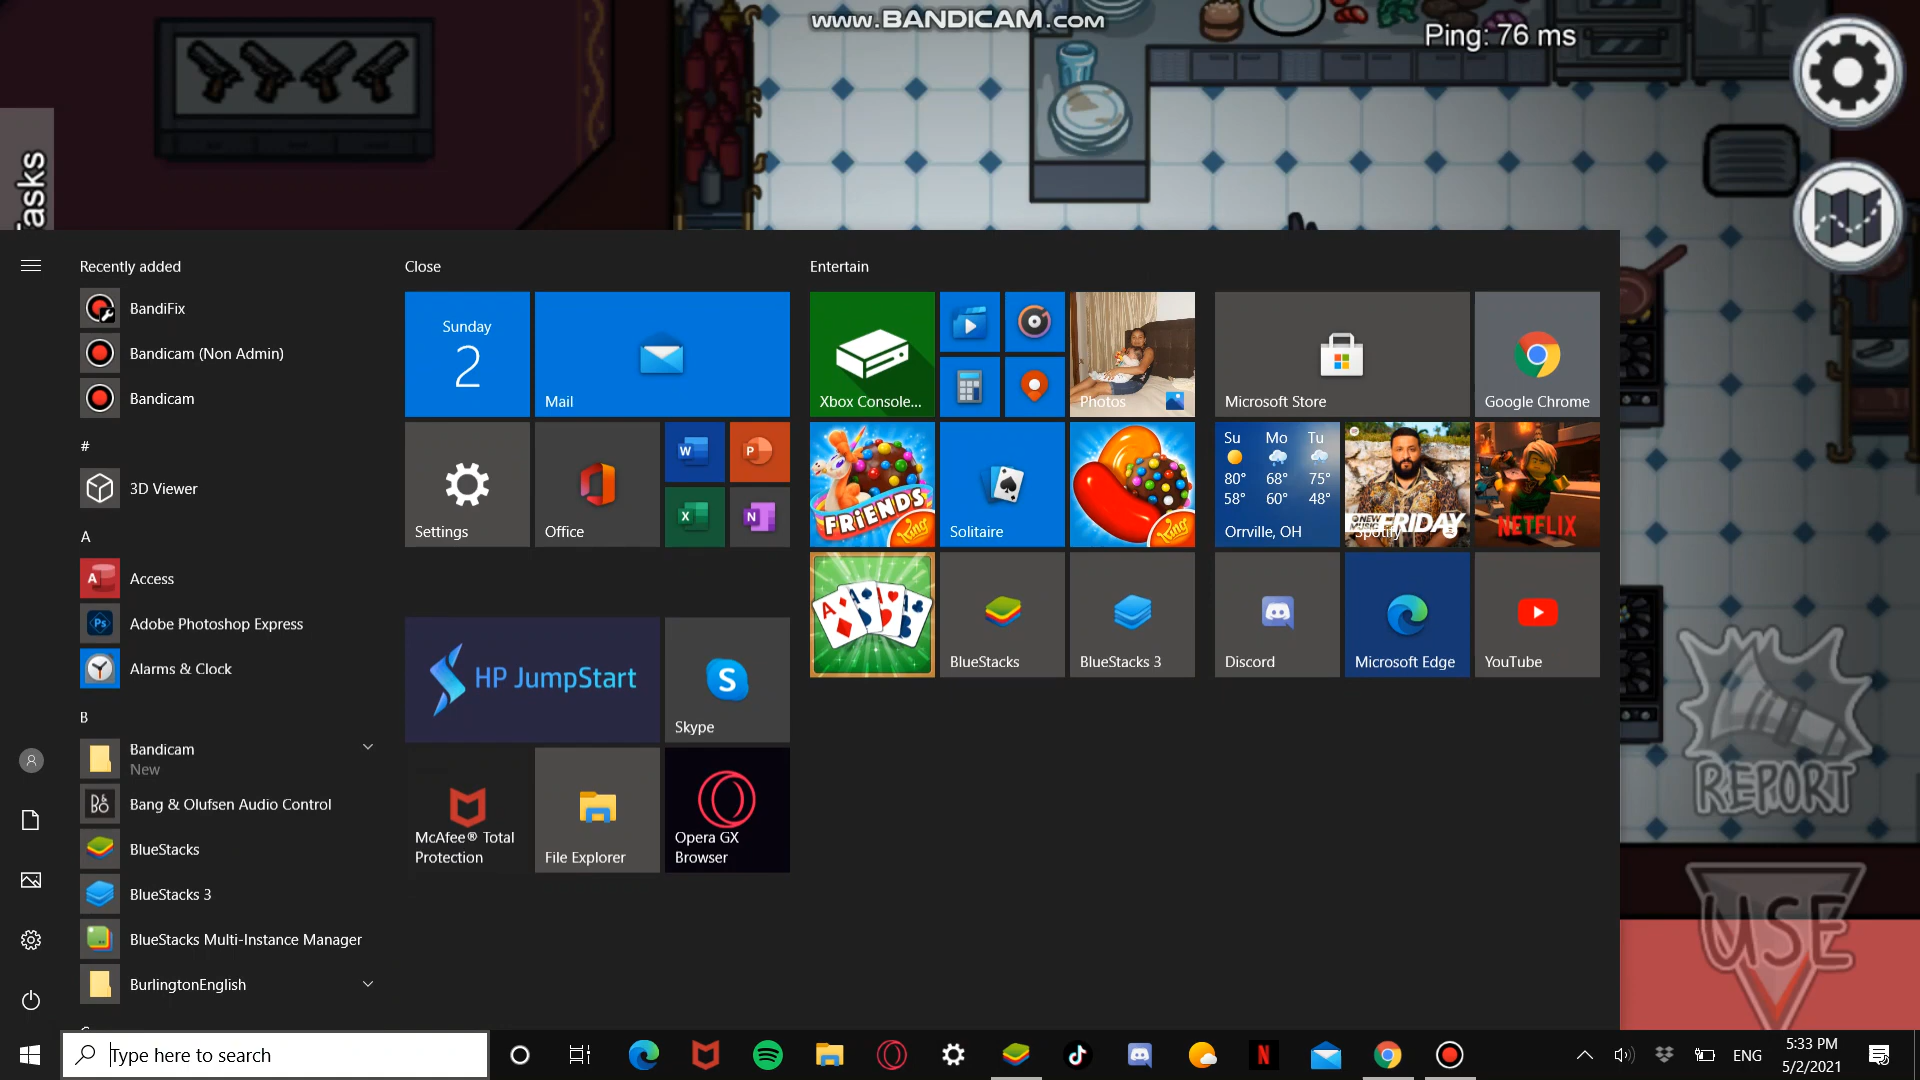 www.BANDICAM.com
Ping: 76 ms
Tasks
Recently added
BandiFix
Bandicam (Non Admin)
Bandicam
#
3D Viewer
A
Access
Adobe Photoshop Express
Alarms & Clock
B
Bandicam
New
Bang & Olufsen Audio Control
BlueStacks
BlueStacks 3
BlueStacks Multi-Instance Manager
BurlingtonEnglish
Close
Sunday
2
Mail
Settings
Office
HP JumpStart
Skype
McAfee® Total
Protection
File Explorer
Opera GX
Browser
Entertain
Xbox Console...
Photos
FRIENDS
King
Solitaire
King
BlueStacks
BlueStacks 3
Microsoft Store
Google Chrome
Su Mo Tu
80° 68° 75°
58° 60° 48°
Orrville, OH
NEW
FRIDAY
Spotify
NETFLIX
Discord
Microsoft Edge
YouTube
REPORT
USE
Type here to search
ENG
5:33 PM
5/2/2021